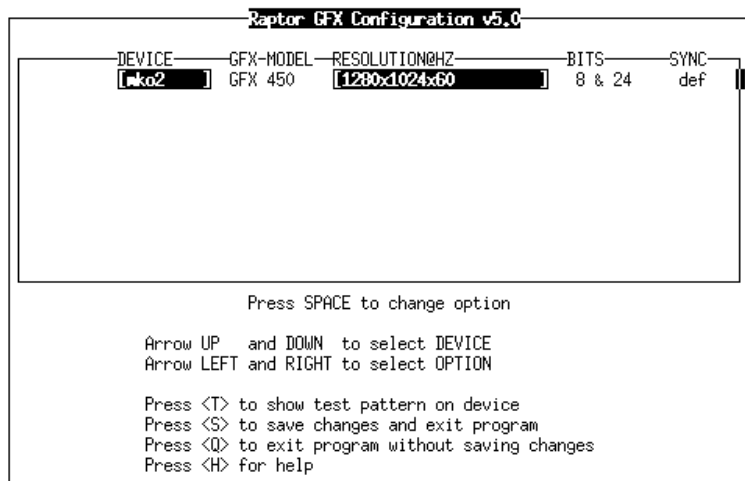 Raptor GFX Configuration v5.0
DEVICE GFX-MODEL RESOLUTION@HZ BITS SYNC
[mko2 ] GFX 450 [1280x1024x60 ] 8 & 24 def
Press SPACE to change option
Arrow UP and DOWN to select DEVICE
Arrow LEFT and RIGHT to select OPTION
Press <T> to show test pattern on device
Press <S> to save changes and exit program
Press <Q> to exit program without saving changes
Press <H> for help